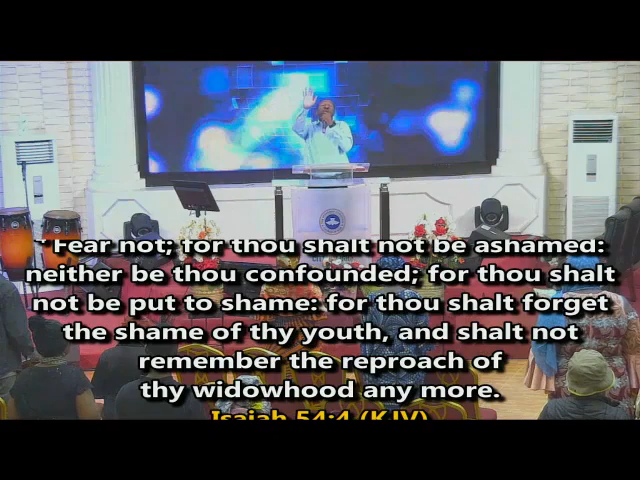 Fear not; for thou shalt not be ashamed:
neither be thou confounded; for thou shalt
not be put to shame: for thou shalt forget
the shame of thy youth, and shalt not
remember the reproach of
thy widowhood any more.
Isaiah 54:4 (KJV)